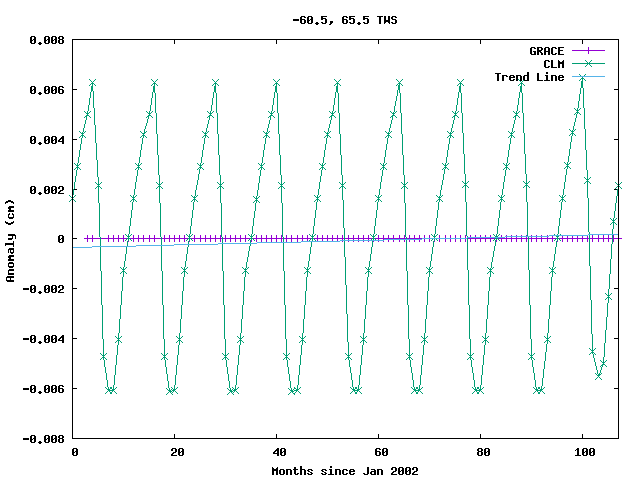 -60.5, 65.5 TWS
GRACE
CLM
Trend Line
0.008
0.006
0.004
0.002
0
-0.002
-0.004
-0.006
-0.008
Anomaly (cm)
0 20 40 60 80 100
Months since Jan 2002